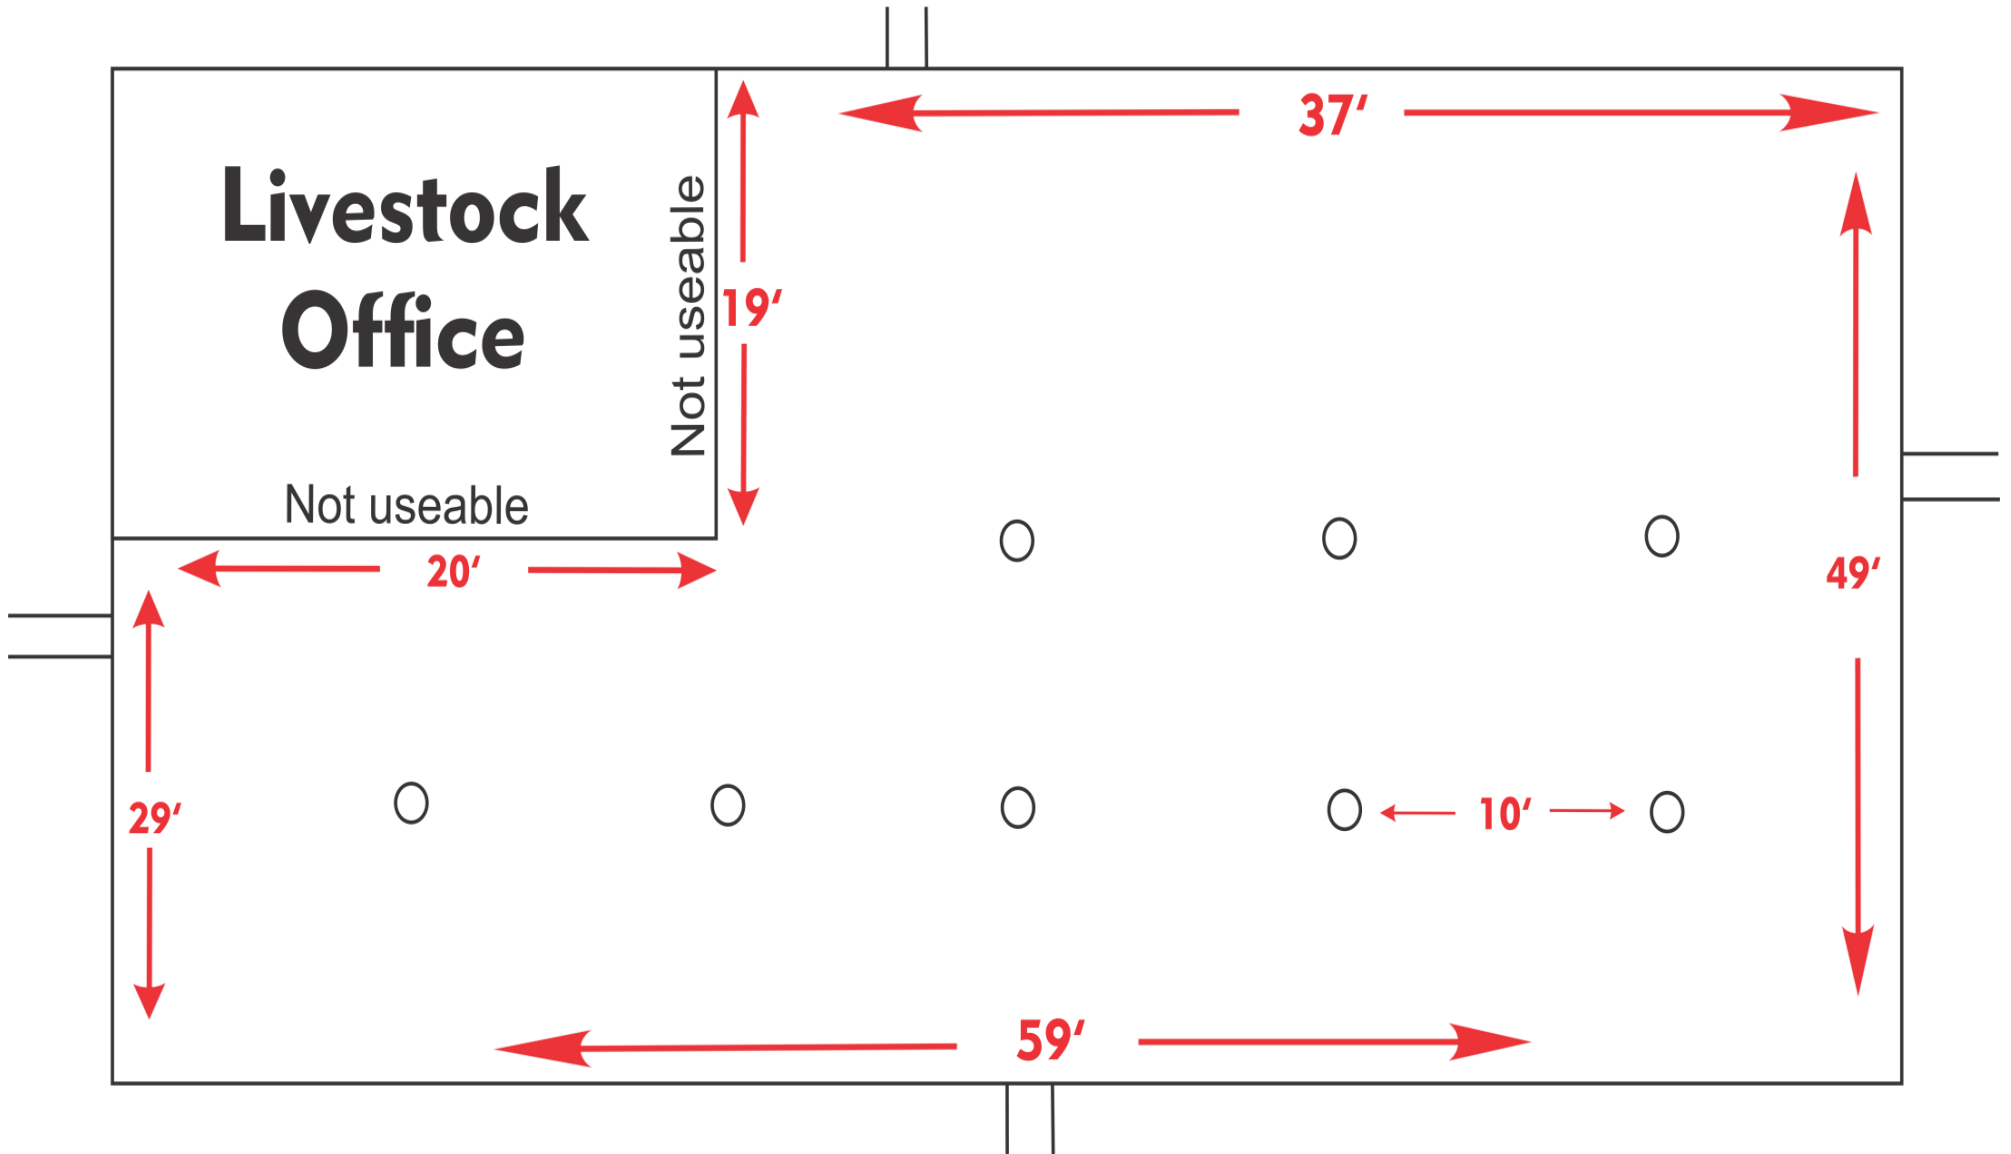 37′
Livestock
Office
Not useable
19′
Not useable
20′
49′
29′
10′
59′